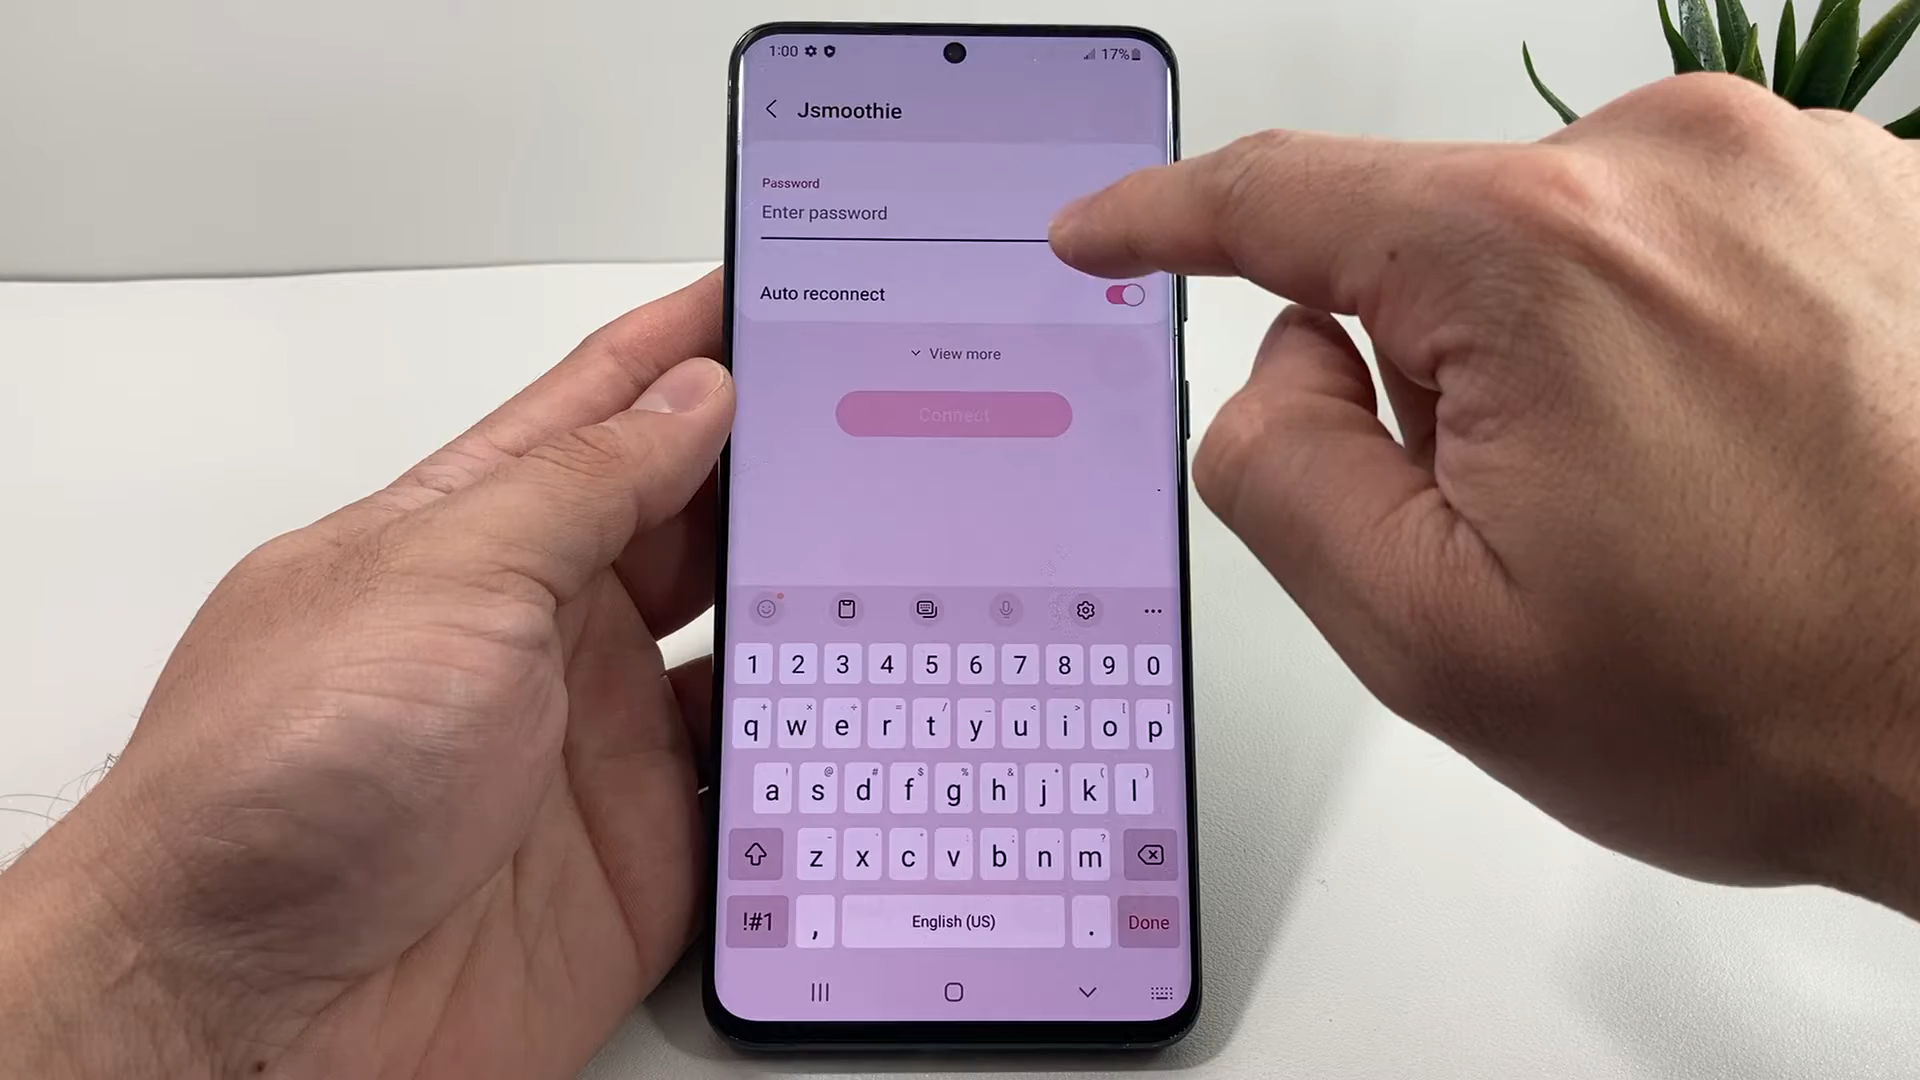 1:00 17%
Jsmoothie
Password
Enter password
Auto reconnect
View more
Connect
1 2 3 4 5 6 7 8 9 0
q w e r t y u i o p
a s d f g h j k l
z x c v b n m
!#1 , English (US) . Done